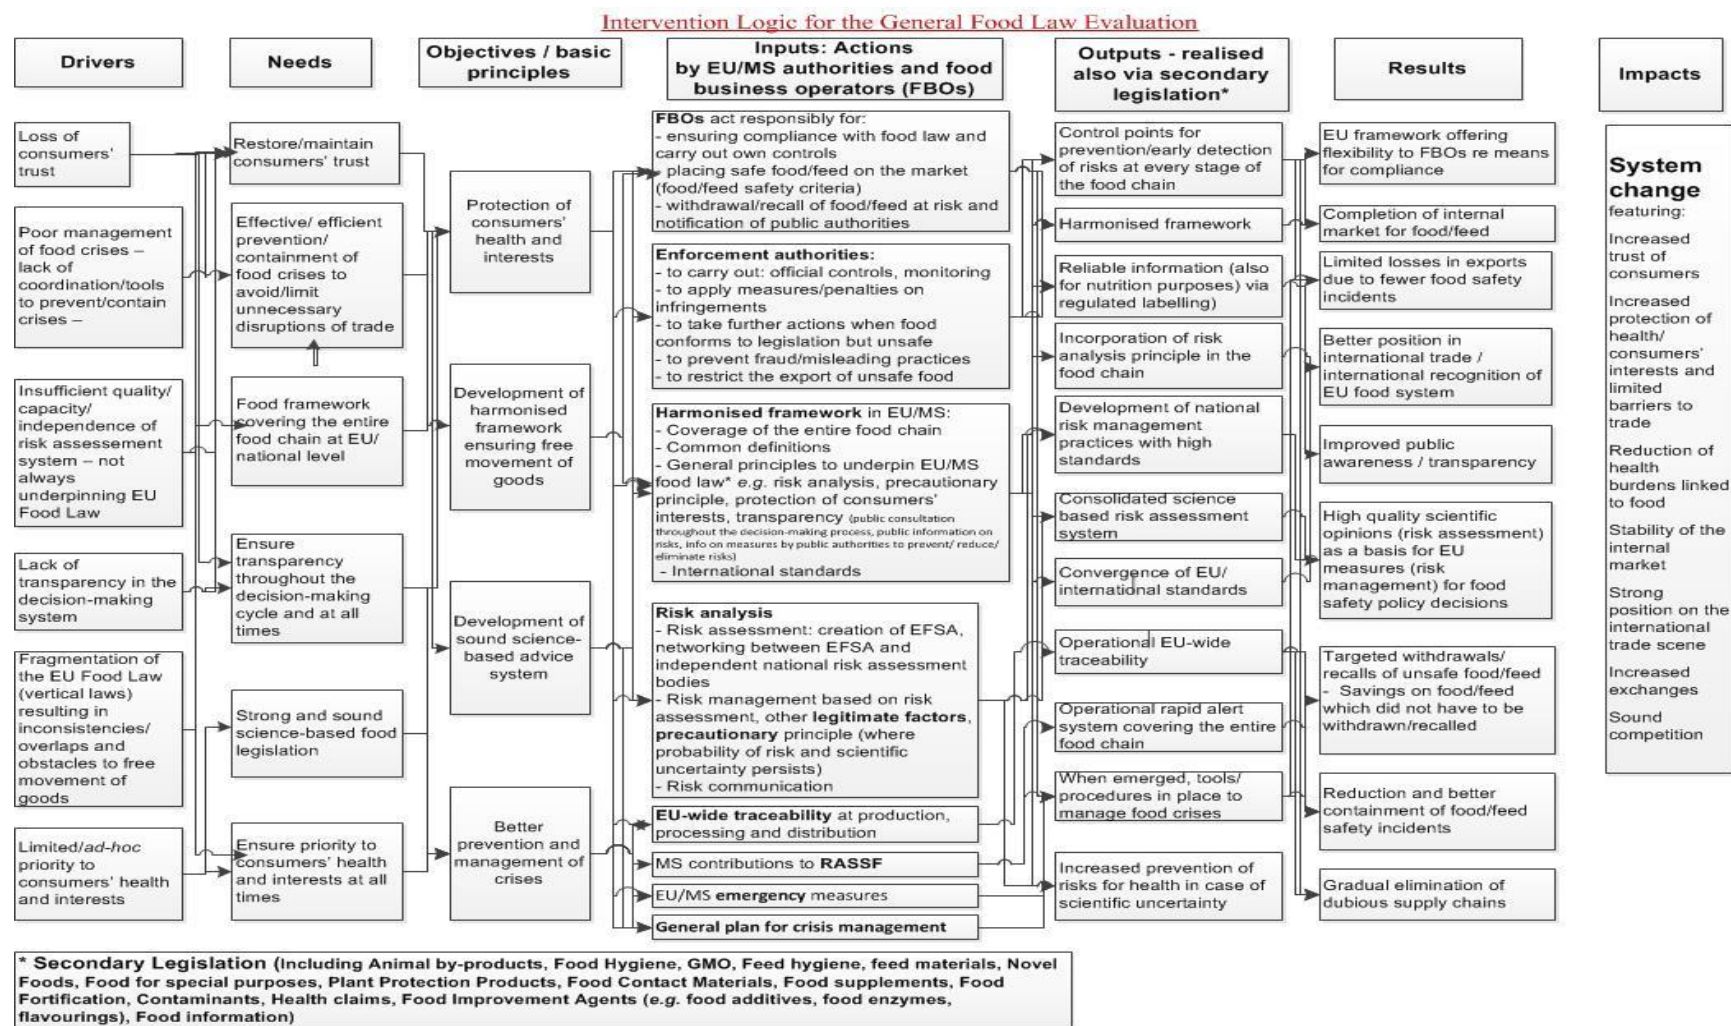 Intervention Logic for the General Food Law Evaluation
Drivers
Needs
Objectives / basic
principles
Inputs: Actions
by EU/MS authorities and food
business operators (FBOs)
Outputs - realised
also via secondary
legislation*
Results
Impacts
Loss of
consumers'
trust
Poor management
of food crises –
lack of
coordination/tools
to prevent/contain
crises –
Insufficient quality/
capacity/
independence of
risk assessement
system – not
always
underpinning EU
Food Law
Lack of
transparency in the
decision-making
system
Fragmentation of
the EU Food Law
(vertical laws)
resulting in
inconsistencies/
overlaps and
obstacles to free
movement of
goods
Limited/ad-hoc
priority to
consumers' health
and interests
Restore/maintain
consumers' trust
Effective/ efficient
prevention/
containment of
food crises to
avoid/limit
unnecessary
disruptions of trade
Food framework
covering the entire
food chain at EU/
national level
Ensure
transparency
throughout the
decision-making
cycle and at all
times
Strong and sound
science-based food
legislation
Ensure priority to
consumers' health
and interests at all
times
Protection of
consumers'
health and
interests
Development of
harmonised
framework
ensuring free
movement of
goods
Development of
sound science-
based advice
system
Better
prevention and
management of
crises
FBOs act responsibly for:
- ensuring compliance with food law and
carry out own controls
- placing safe food/feed on the market
(food/feed safety criteria)
- withdrawal/recall of food/feed at risk and
notification of public authorities
Enforcement authorities:
- to carry out: official controls, monitoring
- to apply measures/penalties on
infringements
- to take further actions when food
conforms to legislation but unsafe
- to prevent fraud/misleading practices
- to restrict the export of unsafe food
Harmonised framework in EU/MS:
- Coverage of the entire food chain
- Common definitions
- General principles to underpin EU/MS
food law* e.g. risk analysis, precautionary
principle, protection of consumers'
interests, transparency (public consultation
throughout the decision-making process, public information on
risks, info on measures by public authorities to prevent/ reduce/
eliminate risks)
- International standards
Risk analysis
- Risk assessment: creation of EFSA,
networking between EFSA and
independent national risk assessment
bodies
- Risk management based on risk
assessment, other legitimate factors,
precautionary principle (where
probability of risk and scientific
uncertainty persists)
- Risk communication
EU-wide traceability at production,
processing and distribution
MS contributions to RASSF
EU/MS emergency measures
General plan for crisis management
Control points for
prevention/early detection
of risks at every stage of
the food chain
Harmonised framework
Reliable information (also
for nutrition purposes) via
regulated labelling)
Incorporation of risk
analysis principle in the
food chain
Development of national
risk management
practices with high
standards
Consolidated science
based risk assessment
system
Convergence of EU/
international standards
Operational EU-wide
traceability
Operational rapid alert
system covering the entire
food chain
When emerged, tools/
procedures in place to
manage food crises
Increased prevention of
risks for health in case of
scientific uncertainty
EU framework offering
flexibility to FBOs re means
for compliance
Completion of internal
market for food/feed
Limited losses in exports
due to fewer food safety
incidents
Better position in
international trade /
international recognition of
EU food system
Improved public
awareness / transparency
High quality scientific
opinions (risk assessment)
as a basis for EU
measures (risk
management) for food
safety policy decisions
Targeted withdrawals/
recalls of unsafe food/feed
- Savings on food/feed
which did not have to be
withdrawn/recalled
Reduction and better
containment of food/feed
safety incidents
Gradual elimination of
dubious supply chains
System
change
featuring:
Increased
trust of
consumers
Increased
protection of
health/
consumers'
interests and
limited
barriers to
trade
Reduction of
health
burdens linked
to food
Stability of the
internal
market
Strong
position on the
international
trade scene
Increased
exchanges
Sound
competition
* Secondary Legislation (Including Animal by-products, Food Hygiene, GMO, Feed hygiene, feed materials, Novel
Foods, Food for special purposes, Plant Protection Products, Food Contact Materials, Food supplements, Food
Fortification, Contaminants, Health claims, Food Improvement Agents (e.g. food additives, food enzymes,
flavourings), Food information)